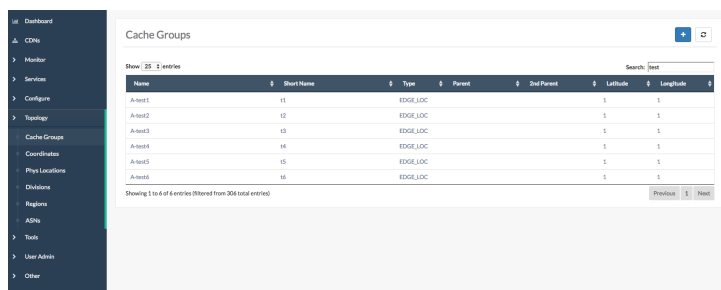 Dashboard
CDNs
Monitor
Services
Configure
Topology
Cache Groups
Coordinates
Phys Locations
Divisions
Regions
ASNs
Tools
User Admin
Other
Cache Groups
Show 25 entries
Search: test
Name Short Name Type Parent 2nd Parent Latitude Longitude
A-test1 t1 EDGE_LOC 1 1
A-test2 t2 EDGE_LOC 1 1
A-test3 t3 EDGE_LOC 1 1
A-test4 t4 EDGE_LOC 1 1
A-test5 t5 EDGE_LOC 1 1
A-test6 t6 EDGE_LOC 1 1
Showing 1 to 6 of 6 entries (filtered from 306 total entries)
Previous 1 Next